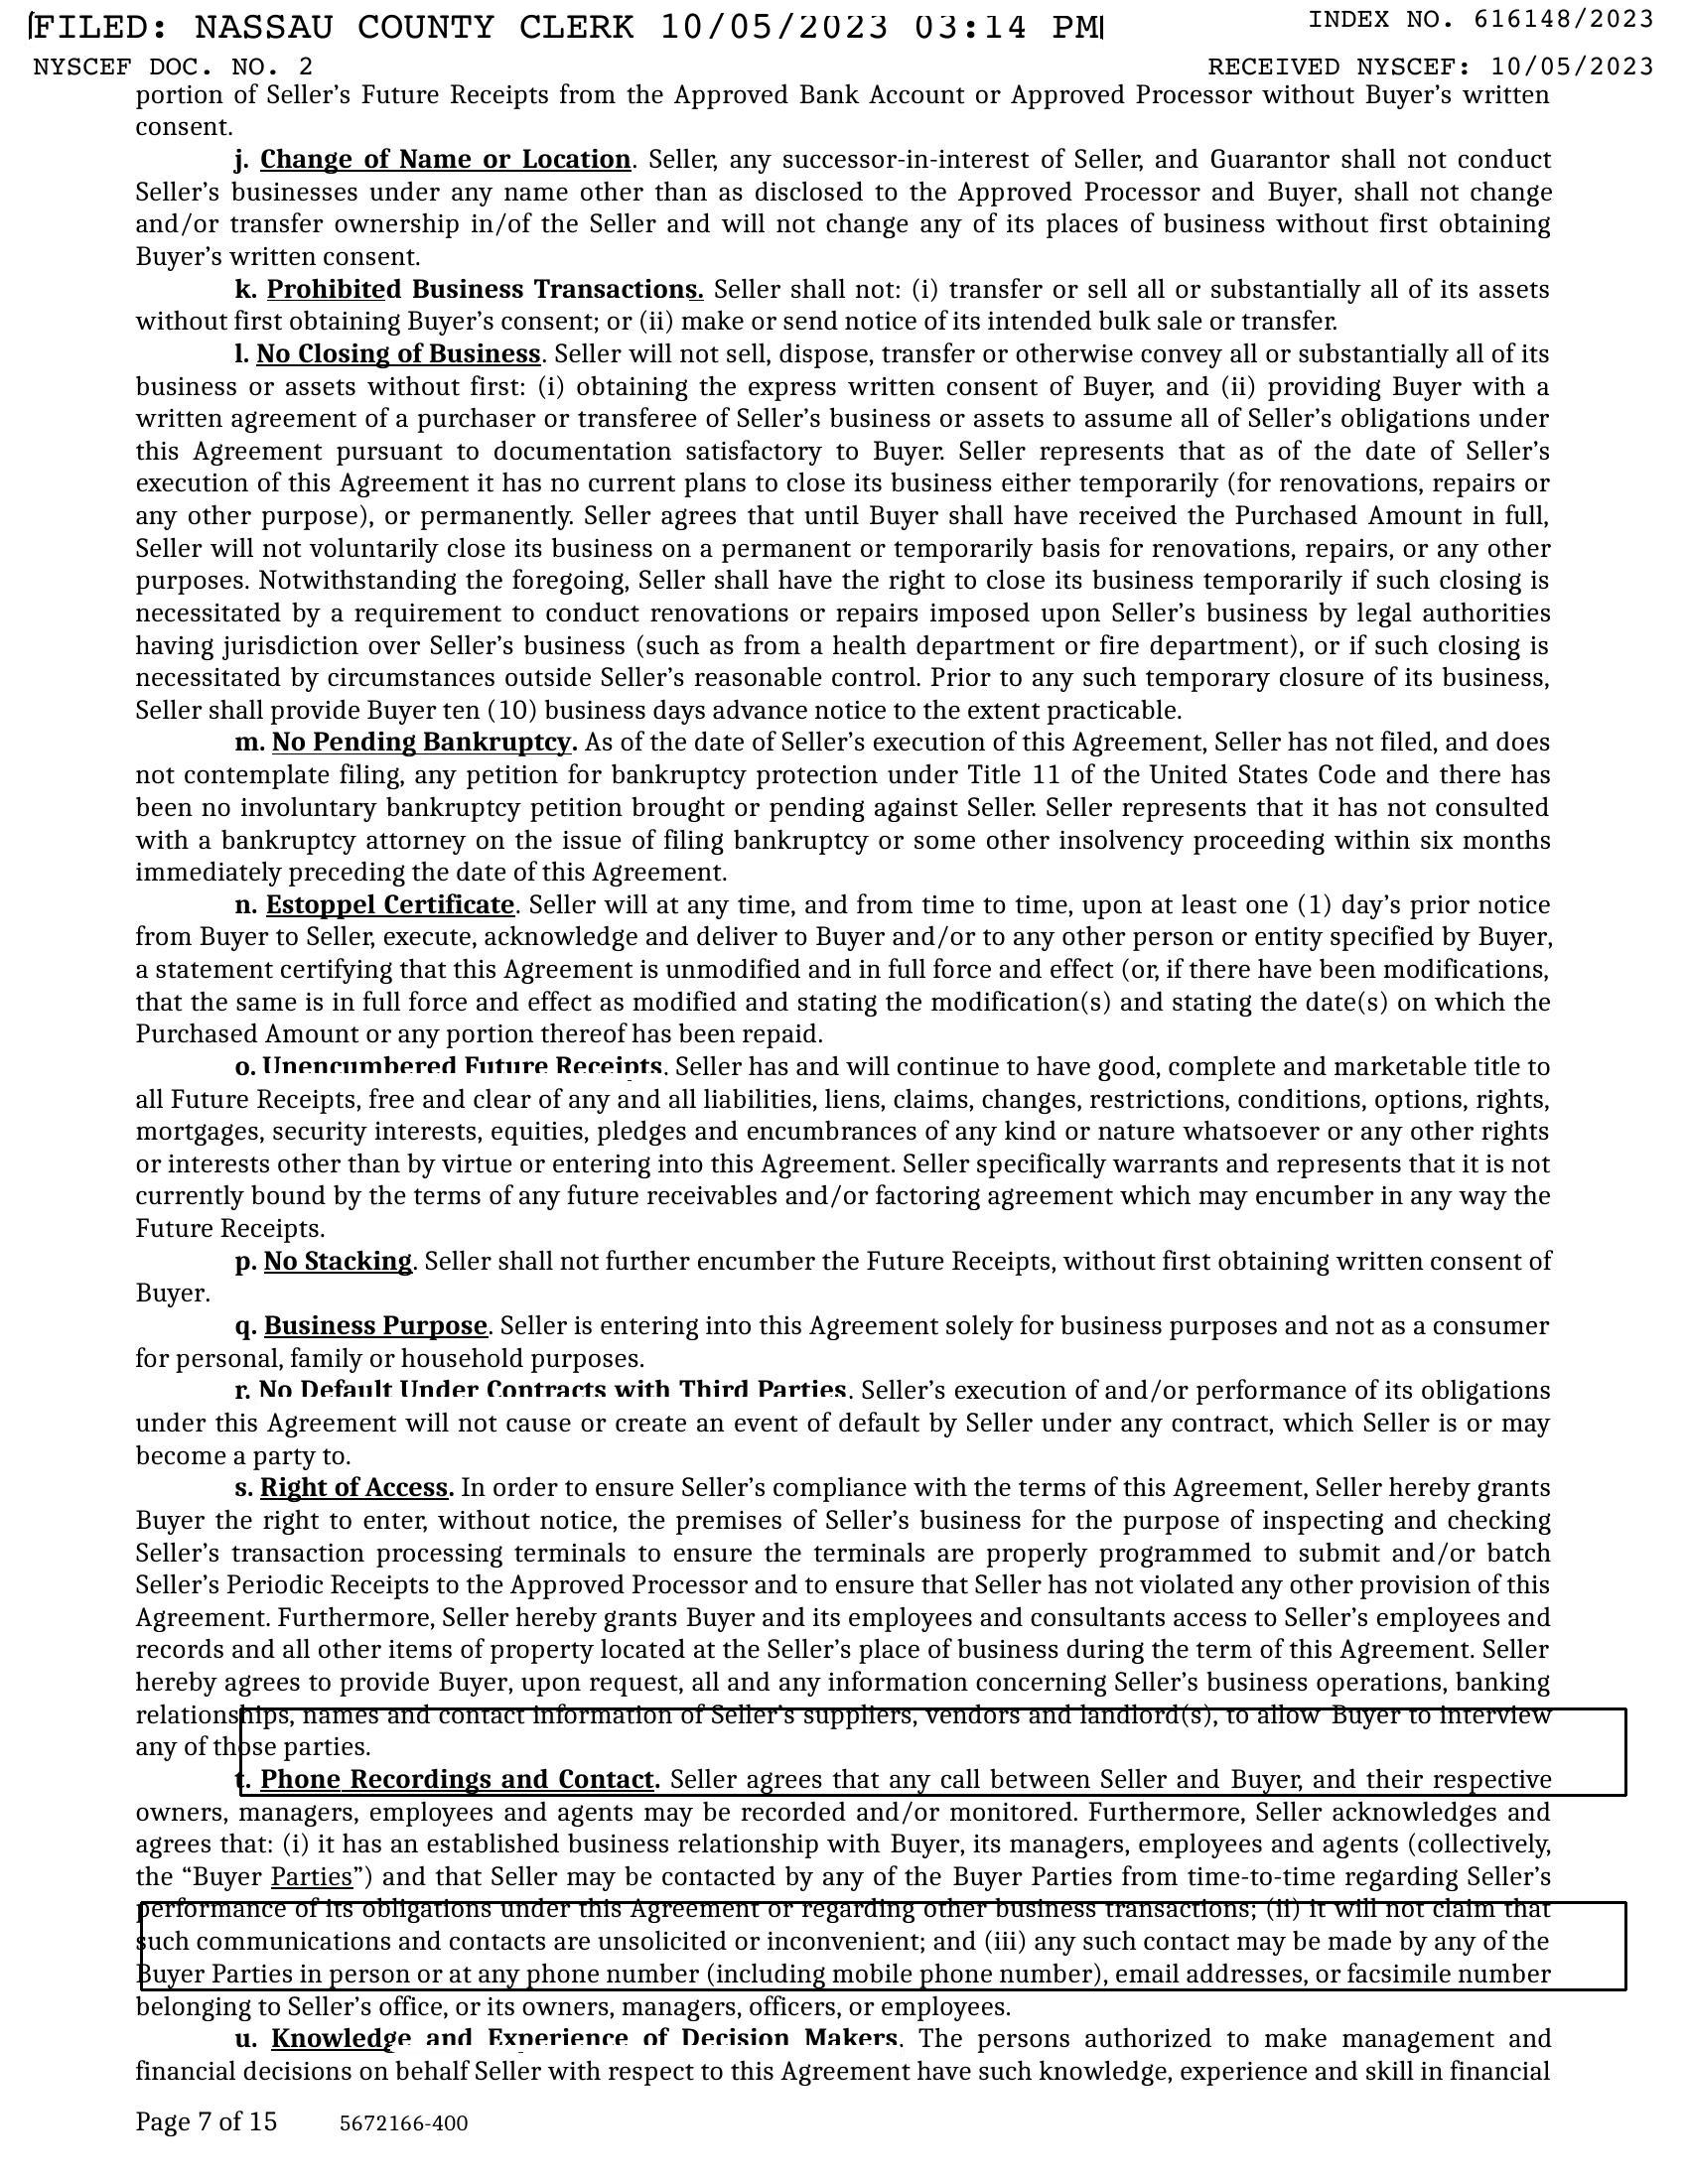 FILED: NASSAU COUNTY CLERK 10/05/2023 03:14 PM
INDEX NO. 616148/2023
NYSCEF DOC. NO. 2
RECEIVED NYSCEF: 10/05/2023
portion of Seller’s Future Receipts from the Approved Bank Account or Approved Processor without Buyer’s written
consent.
j. Change of Name or Location. Seller, any successor-in-interest of Seller, and Guarantor shall not conduct
Seller’s businesses under any name other than as disclosed to the Approved Processor and Buyer, shall not change
and/or transfer ownership in/of the Seller and will not change any of its places of business without first obtaining
Buyer’s written consent.
k. Prohibited Business Transactions. Seller shall not: (i) transfer or sell all or substantially all of its assets
without first obtaining Buyer’s consent; or (ii) make or send notice of its intended bulk sale or transfer.
l. No Closing of Business. Seller will not sell, dispose, transfer or otherwise convey all or substantially all of its
business or assets without first: (i) obtaining the express written consent of Buyer, and (ii) providing Buyer with a
written agreement of a purchaser or transferee of Seller’s business or assets to assume all of Seller’s obligations under
this Agreement pursuant to documentation satisfactory to Buyer. Seller represents that as of the date of Seller’s
execution of this Agreement it has no current plans to close its business either temporarily (for renovations, repairs or
any other purpose), or permanently. Seller agrees that until Buyer shall have received the Purchased Amount in full,
Seller will not voluntarily close its business on a permanent or temporarily basis for renovations, repairs, or any other
purposes. Notwithstanding the foregoing, Seller shall have the right to close its business temporarily if such closing is
necessitated by a requirement to conduct renovations or repairs imposed upon Seller’s business by legal authorities
having jurisdiction over Seller’s business (such as from a health department or fire department), or if such closing is
necessitated by circumstances outside Seller’s reasonable control. Prior to any such temporary closure of its business,
Seller shall provide Buyer ten (10) business days advance notice to the extent practicable.
m. No Pending Bankruptcy. As of the date of Seller’s execution of this Agreement, Seller has not filed, and does
not contemplate filing, any petition for bankruptcy protection under Title 11 of the United States Code and there has
been no involuntary bankruptcy petition brought or pending against Seller. Seller represents that it has not consulted
with a bankruptcy attorney on the issue of filing bankruptcy or some other insolvency proceeding within six months
immediately preceding the date of this Agreement.
n. Estoppel Certificate. Seller will at any time, and from time to time, upon at least one (1) day’s prior notice
from Buyer to Seller, execute, acknowledge and deliver to Buyer and/or to any other person or entity specified by Buyer,
a statement certifying that this Agreement is unmodified and in full force and effect (or, if there have been modifications,
that the same is in full force and effect as modified and stating the modification(s) and stating the date(s) on which the
Purchased Amount or any portion thereof has been repaid.
o. Unencumbered Future Receipts. Seller has and will continue to have good, complete and marketable title to
all Future Receipts, free and clear of any and all liabilities, liens, claims, changes, restrictions, conditions, options, rights,
mortgages, security interests, equities, pledges and encumbrances of any kind or nature whatsoever or any other rights
or interests other than by virtue or entering into this Agreement. Seller specifically warrants and represents that it is not
currently bound by the terms of any future receivables and/or factoring agreement which may encumber in any way the
Future Receipts.
p. No Stacking. Seller shall not further encumber the Future Receipts, without first obtaining written consent of
Buyer.
q. Business Purpose. Seller is entering into this Agreement solely for business purposes and not as a consumer
for personal, family or household purposes.
r. No Default Under Contracts with Third Parties. Seller’s execution of and/or performance of its obligations
under this Agreement will not cause or create an event of default by Seller under any contract, which Seller is or may
become a party to.
s. Right of Access. In order to ensure Seller’s compliance with the terms of this Agreement, Seller hereby grants
Buyer the right to enter, without notice, the premises of Seller’s business for the purpose of inspecting and checking
Seller’s transaction processing terminals to ensure the terminals are properly programmed to submit and/or batch
Seller’s Periodic Receipts to the Approved Processor and to ensure that Seller has not violated any other provision of this
Agreement. Furthermore, Seller hereby grants Buyer and its employees and consultants access to Seller’s employees and
records and all other items of property located at the Seller’s place of business during the term of this Agreement. Seller
hereby agrees to provide Buyer, upon request, all and any information concerning Seller’s business operations, banking
relationships, names and contact information of Seller’s suppliers, vendors and landlord(s), to allow Buyer to interview
any of those parties.
t. Phone Recordings and Contact. Seller agrees that any call between Seller and Buyer, and their respective
owners, managers, employees and agents may be recorded and/or monitored. Furthermore, Seller acknowledges and
agrees that: (i) it has an established business relationship with Buyer, its managers, employees and agents (collectively,
the “Buyer Parties”) and that Seller may be contacted by any of the Buyer Parties from time-to-time regarding Seller’s
performance of its obligations under this Agreement or regarding other business transactions; (ii) it will not claim that
such communications and contacts are unsolicited or inconvenient; and (iii) any such contact may be made by any of the
Buyer Parties in person or at any phone number (including mobile phone number), email addresses, or facsimile number
belonging to Seller’s office, or its owners, managers, officers, or employees.
u. Knowledge and Experience of Decision Makers. The persons authorized to make management and
financial decisions on behalf Seller with respect to this Agreement have such knowledge, experience and skill in financial
Page 7 of 15 5672166-400